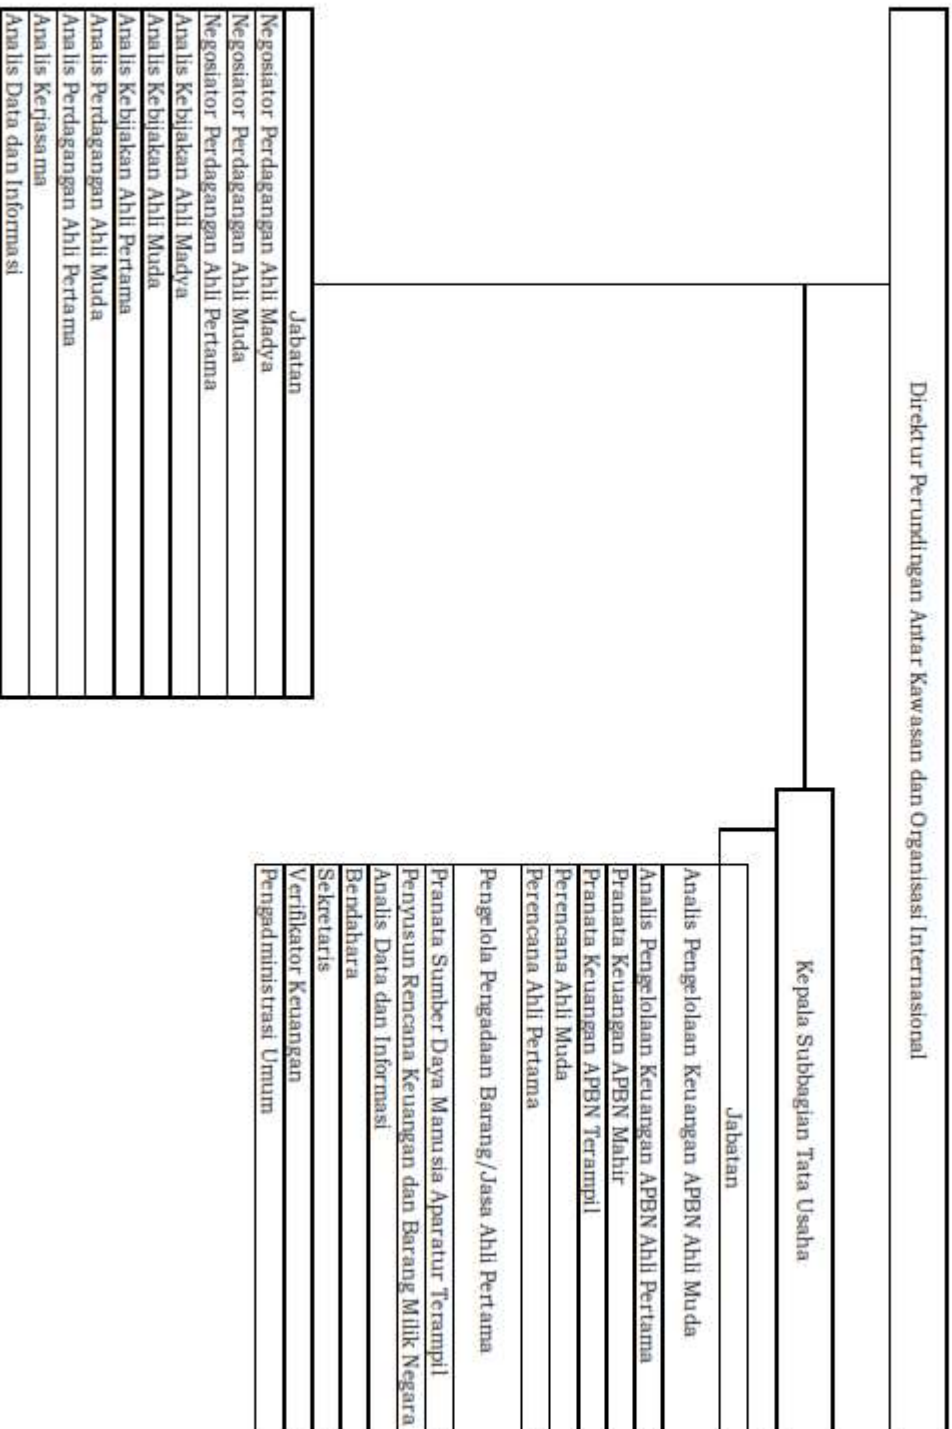 Direktur Perundingan Antar Kawasan dan Organisasi Internasional
Kepala Subbagian Tata Usaha
Jabatan
Analis Pengelolaan Keuangan APBN Ahli Muda
Analis Pengelolaan Keuangan APBN Ahli Pertama
Pranata Keuangan APBN Mahir
Pranata Keuangan APBN Terampil
Perencana Ahli Muda
Perencana Ahli Pertama
Pengelola Pengadaan Barang/Jasa Ahli Pertama
Pranata Sumber Daya Manusia Aparatur Terampil
Penyusun Rencana Keuangan dan Barang Milik Negara
Analis Data dan Informasi
Bendahara
Sekretaris
Verifikator Keuangan
Pengadministrasi Umum
Jabatan
Negosiator Perdagangan Ahli Madya
Negosiator Perdagangan Ahli Muda
Negosiator Perdagangan Ahli Pertama
Analis Kebijakan Ahli Madya
Analis Kebijakan Ahli Muda
Analis Kebijakan Ahli Pertama
Analis Perdagangan Ahli Muda
Analis Perdagangan Ahli Pertama
Analis Kerjasama
Analis Data dan Informasi